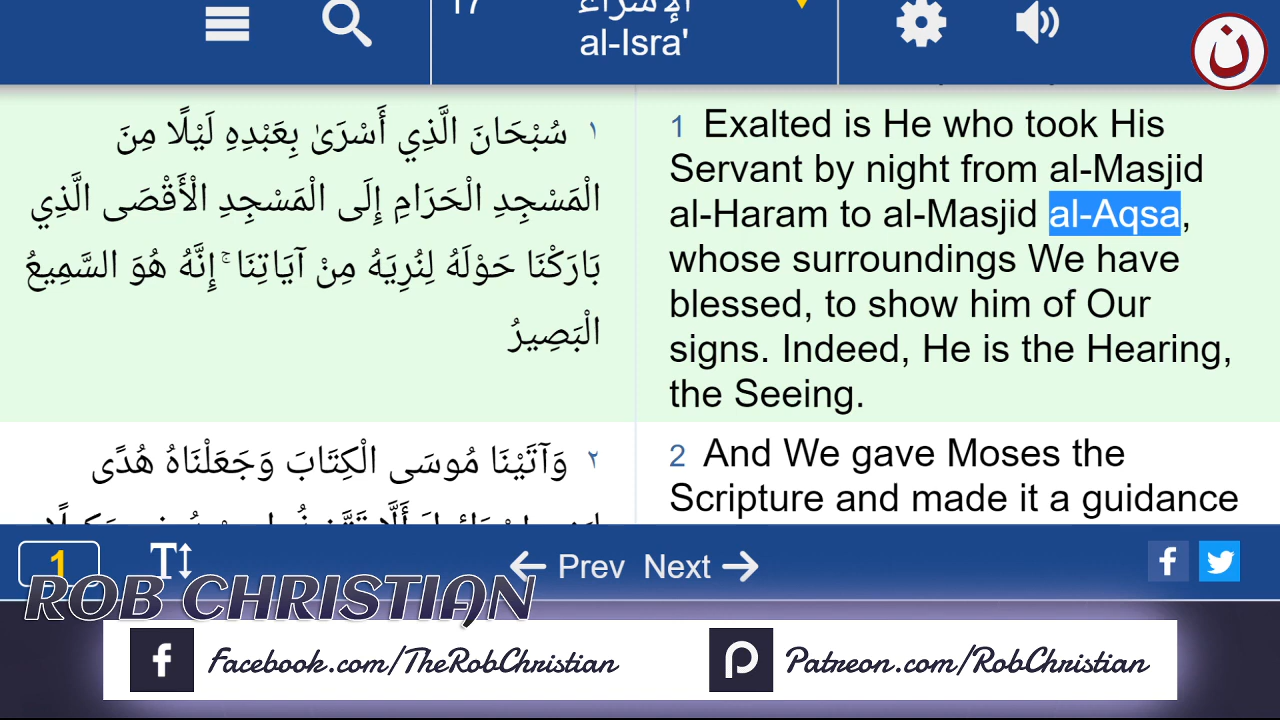 17
الإسراء
al-Isra'
ن
١ سُبْحَانَ الَّذِي أَسْرَىٰ بِعَبْدِهِ لَيْلًا مِنَ
الْمَسْجِدِ الْحَرَامِ إِلَى الْمَسْجِدِ الْأَقْصَى الَّذِي
بَارَكْنَا حَوْلَهُ لِنُرِيَهُ مِنْ آيَاتِنَا ۚ إِنَّهُ هُوَ السَّمِيعُ
الْبَصِيرُ
1 Exalted is He who took His
Servant by night from al-Masjid
al-Haram to al-Masjid al-Aqsa,
whose surroundings We have
blessed, to show him of Our
signs. Indeed, He is the Hearing,
the Seeing.
٢ وَآتَيْنَا مُوسَى الْكِتَابَ وَجَعَلْنَاهُ هُدًى
2 And We gave Moses the
Scripture and made it a guidance
1
T
Prev Next
ROB CHRISTIAN
Facebook.com/TheRobChristian
Patreon.com/RobChristian